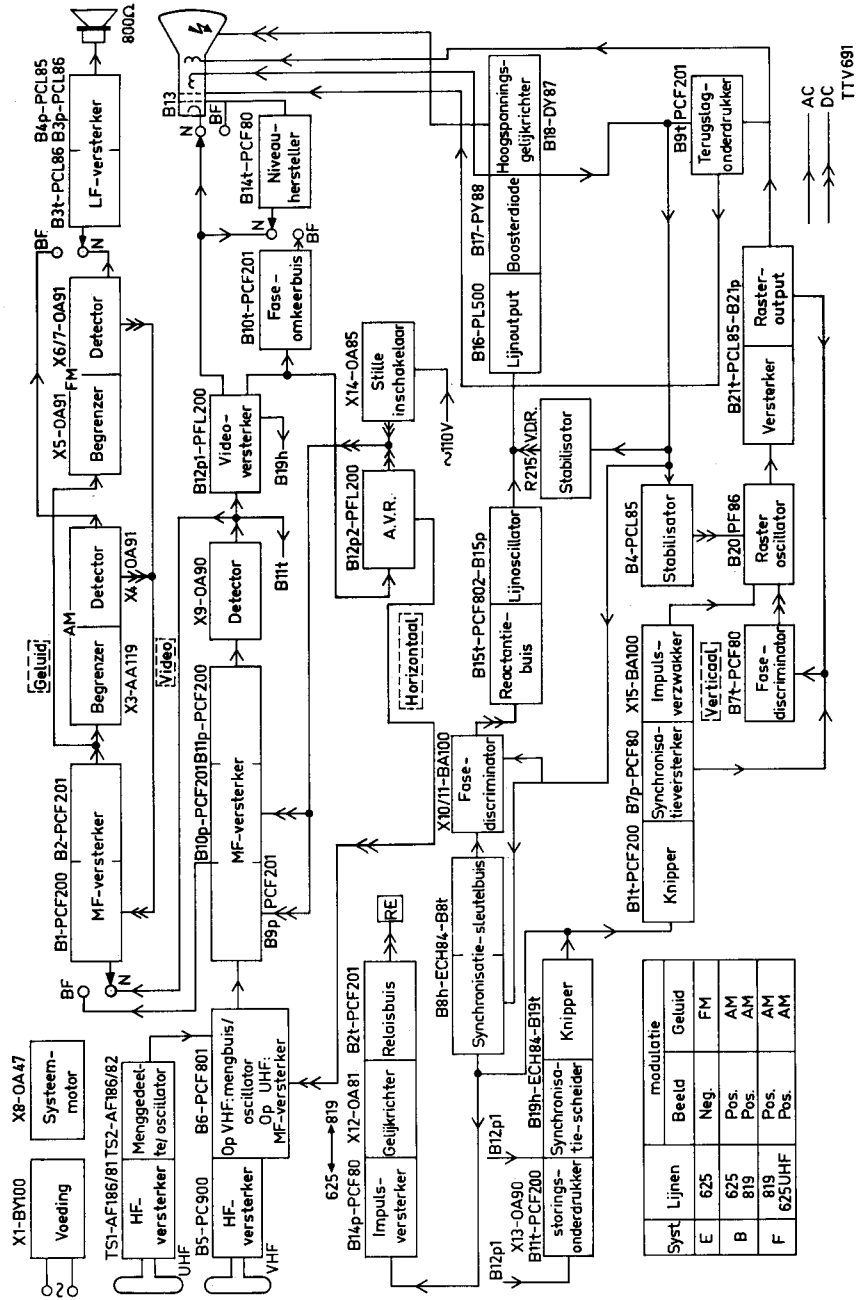 X1-BY100
Voeding
X8-0A47
Systeem-
motor
TS1-AF186/81 TS2-AF186/82
HF-
versterker
Menggedeel-
te/oscillator
UHF
B5-PC900
B6-PCF801
HF-
versterker
Op VHF: mengbuis/
oscillator
Op UHF:
MF-versterker
VHF
BF
N
B1-PCF200 B2-PCF201
MF-versterker
Geluid
AM
X3-AA119
X4-0A91
Begrenzer
Detector
X5-0A91
FM
X6/7-0A91
Begrenzer
Detector
BF
N
B3t-PCL86
B4p-PCL85
B3p-PCL86
LF-versterker
800Ω
Video
B9p PCF201
B10p-PCF201
B11p-PCF200
MF-versterker
X9-0A90
Detector
B11t
B12p1-PFL200
Video-
versterker
B19h
B10t-PCF201
Fase-
omkeerbuis
BF
N
B14t-PCF80
Niveau-
hersteller
B13
N
BF
B12p2-PFL200
A.V.R.
X14-0A85
Stille
inschakelaar
~110V
625
819
Horizontaal
B14p-PCF80
X12-0A81
B2t-PCF201
Impuls-
versterker
Gelijkrichter
Relaisbuis
RE
B8h-ECH84-B8t
Synchronisatie-sleutelbuis
X10/11-BA100
Fase-
discriminator
B15t-PCF802-B15p
Reactantie-
buis
Lijnoscillator
R215 V.D.R.
Stabilisator
B16-PL500
B17-PY88
B18-DY87
Lijnoutput
Boosterdiode
Hoogspannings-
gelijkrichter
B12p1
B12p1
X13-0A90
B11t-PCF200
B19h-ECH84-B19t
storings-
onderdrukker
Synchronisa-
tie-scheider
Knipper
B1t-PCF200
B7p-PCF80
X15-BA100
Knipper
Synchronisa-
tieversterker
Impuls-
verzwakker
Verticaal
B7t-PCF80
Fase-
discriminator
B4-PCL85
Stabilisator
B20 PF86
Raster
oscillator
B21t-PCL85-B21p
Versterker
Raster-
output
B9t PCF201
Terugslag-
onderdrukker
modulatie
Syst. Lijnen Beeld Geluid
E 625 Neg. FM
B 625 Pos. AM
819 Pos. AM
F 819 Pos. AM
625UHF Pos. AM
AC
DC
TTV 691